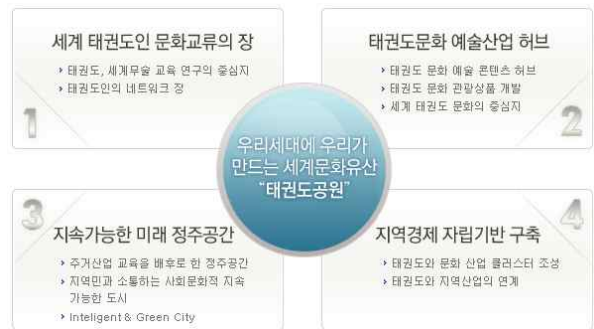 세계 태권도인 문화교류의 장
태권도, 세계무술 교육 연구의 중심지
태권도인의 네트워크 장
1
태권도문화 예술산업 허브
태권도 문화 예술 콘텐츠 허브
태권도 문화 관광상품 개발
세계 태권도 문화의 중심지
2
우리세대에 우리가
만드는 세계문화유산
"태권도공원"
3
지속가능한 미래 정주공간
주거산업 교육을 배후로 한 정주공간
지역민과 소통하는 사회문화적 지속
가능한 도시
Inteligent & Green City
4
지역경제 자립기반 구축
태권도와 문화 산업 클러스터 조성
태권도와 지역산업의 연계